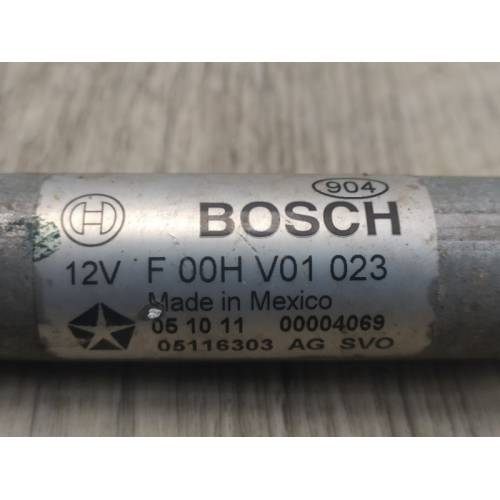 904
BOSCH
12V F 00H V01 023
Made in Mexico
05 10 11 00004069
05116303 AG SVO